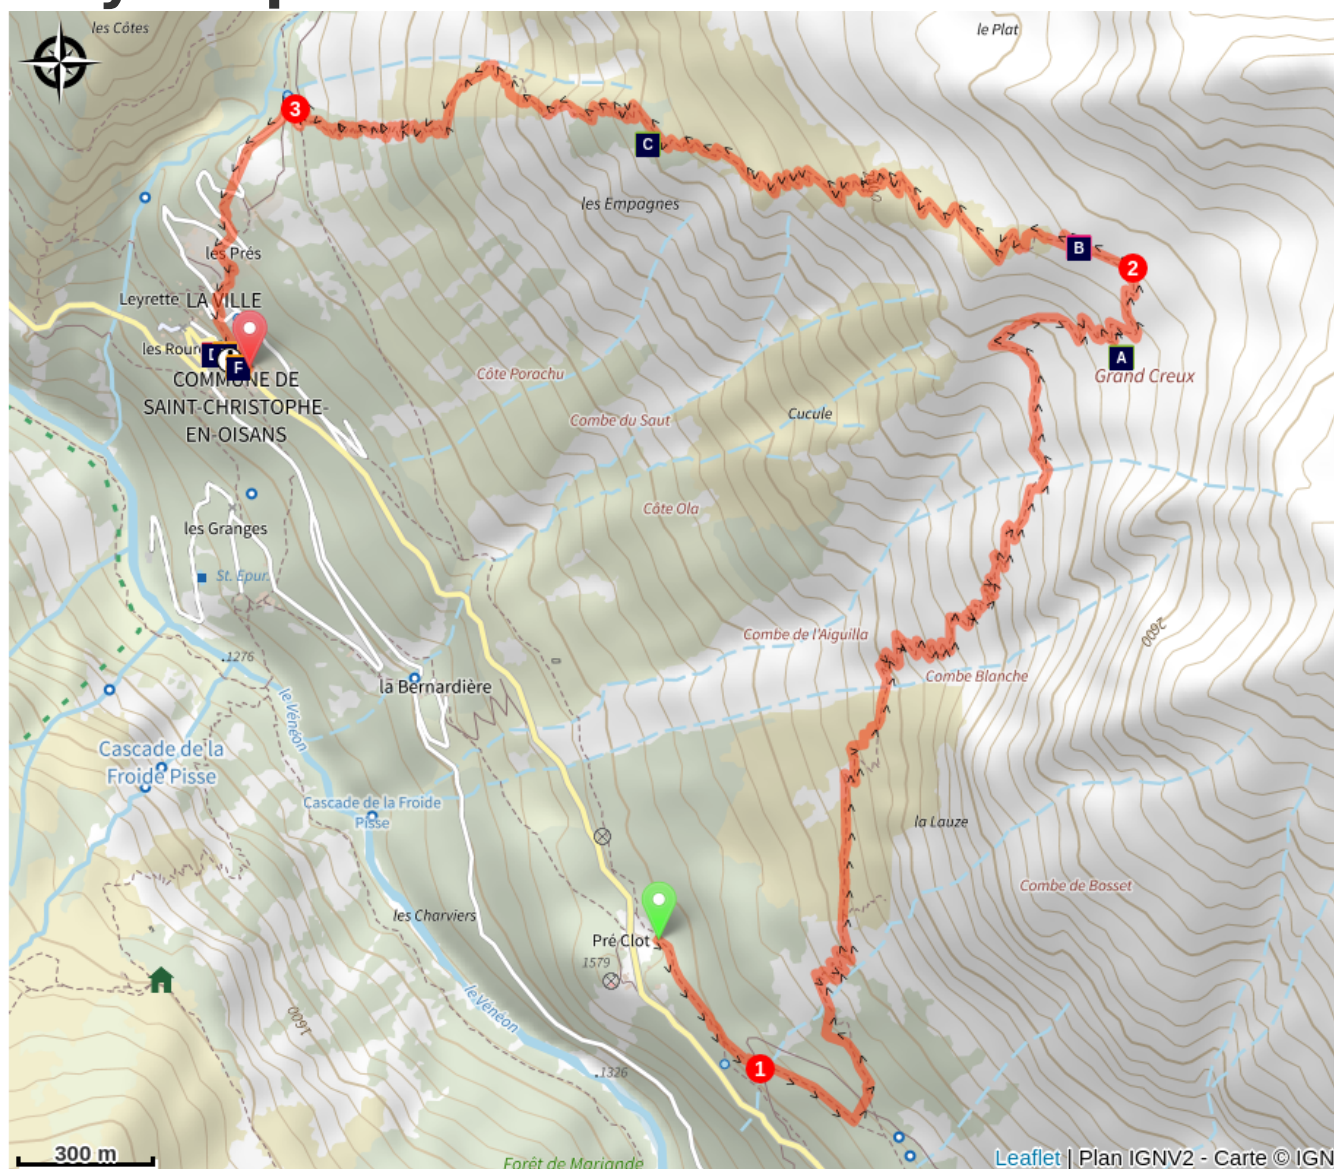 les Côtes
le Plat
3
C
les Empagnes
les Prés
B
2
Leyrette
LA VILLE
les Rour
F
A
Grand Creux
Côte Porachu
COMMUNE DE
SAINT-CHRISTOPHE-
EN-OISANS
Combe du Saut
Cucule
Côte Ola
les Granges
St. Epur.
2600
Combe de l'Aiguilla
.1276
Combe Blanche
la Bernardière
le Vénéon
Cascade de la
Froide Pisse
Cascade de la Froide
Pisse
la Lauze
Combe de Bosset
les Charviers
Pré Clot
1579
le Vénéon
1600
1
.1326
300 m
Forêt de Mariande
Leaflet | Plan IGNV2 - Carte © IGN